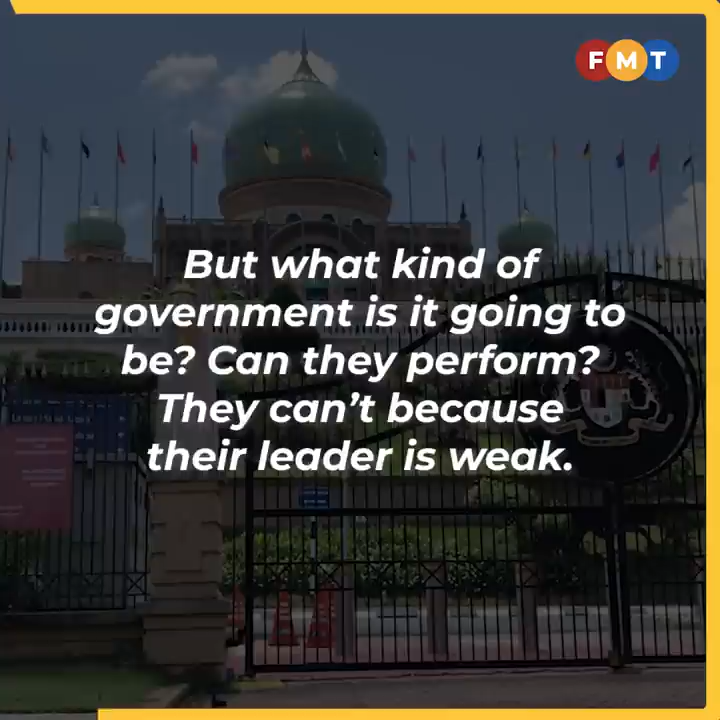 FMT
But what kind of
government is it going to
be? Can they perform?
They can't because
their leader is weak.